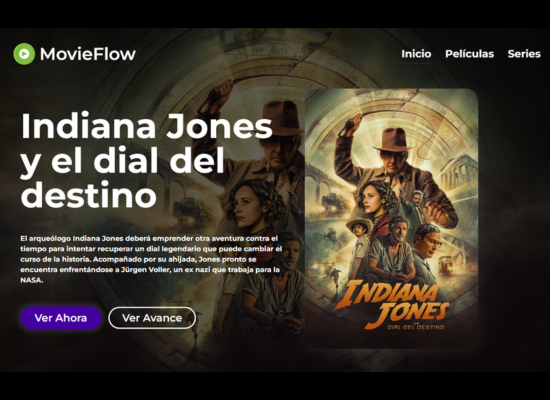 MovieFlow
Inicio Películas Series
Indiana Jones
y el dial del
destino
El arqueólogo Indiana Jones deberá emprender otra aventura contra el
tiempo para intentar recuperar un dial legendario que puede cambiar el
curso de la historia. Acompañado por su ahijada, Jones pronto se
encuentra enfrentándose a Jürgen Voller, un ex nazi que trabaja para la
NASA.
Ver Ahora Ver Avance
INDIANA
JONES
DIAL DEL DESTINO